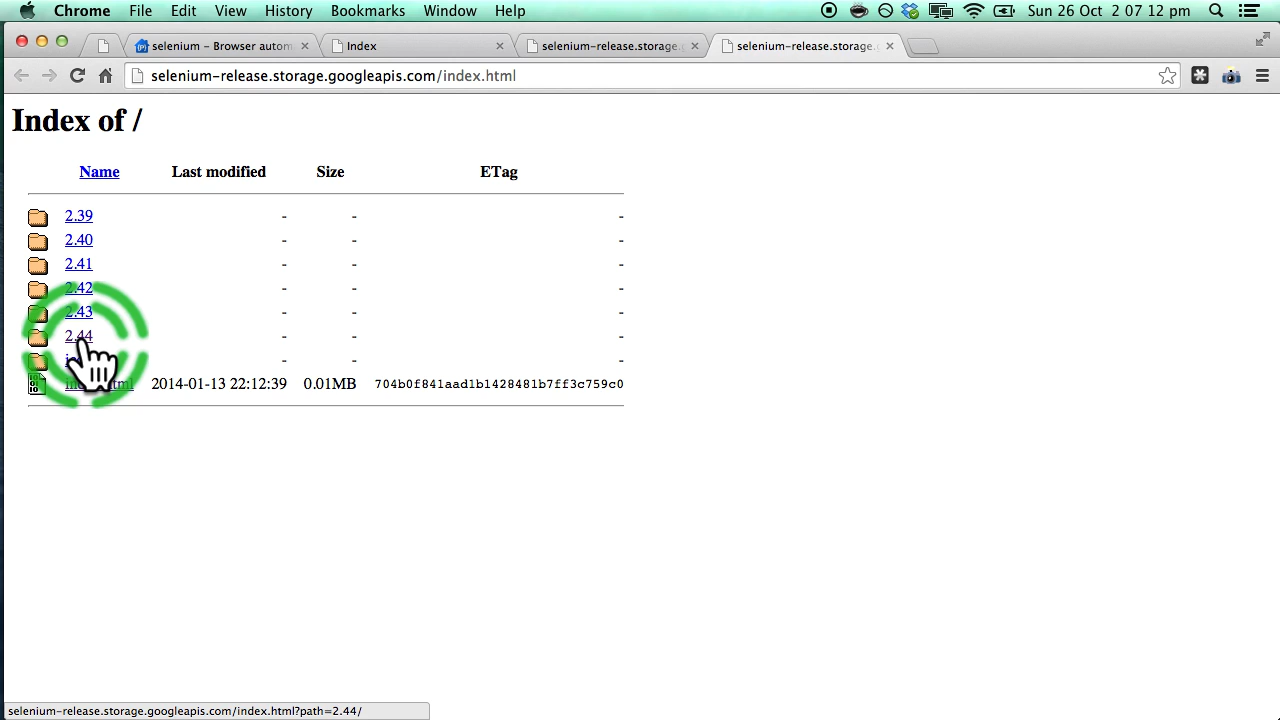 Chrome File Edit View History Bookmarks Window Help Sun 26 Oct 2 07 12 pm
selenium – Browser autom Index selenium-release.storage. selenium-release.storage.
selenium-release.storage.googleapis.com/index.html
Index of /
Name Last modified Size ETag
2.39 - - -
2.40 - - -
2.41 - - -
2.42 - - -
2.43 - - -
2.44 - - -
- - -
2014-01-13 22:12:39 0.01MB 704b0f841aad1b142f481b7ff3c759c0
selenium-release.storage.googleapis.com/index.html?path=2.44/